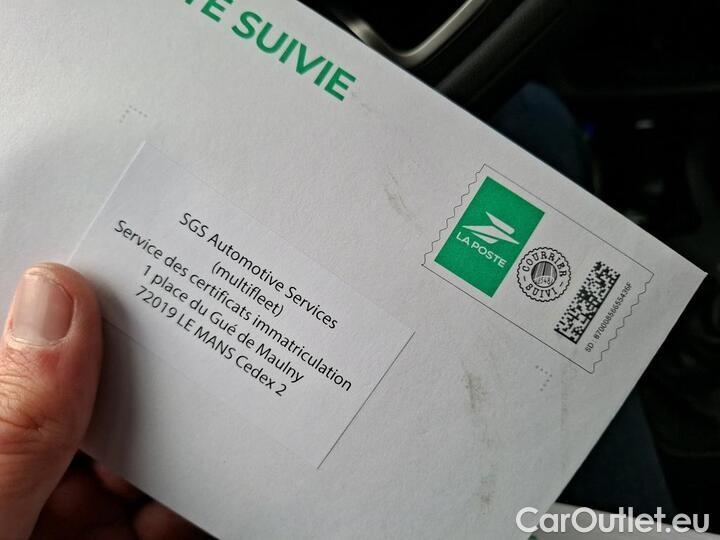 TE SUIVIE
SGS Automotive Services
(multifleet)
Service des certificats immatriculation
1 place du Gué de Maulny
72019 LE MANS Cedex 2
LA POSTE
COURRIER
SUIVI
CarOutlet.eu